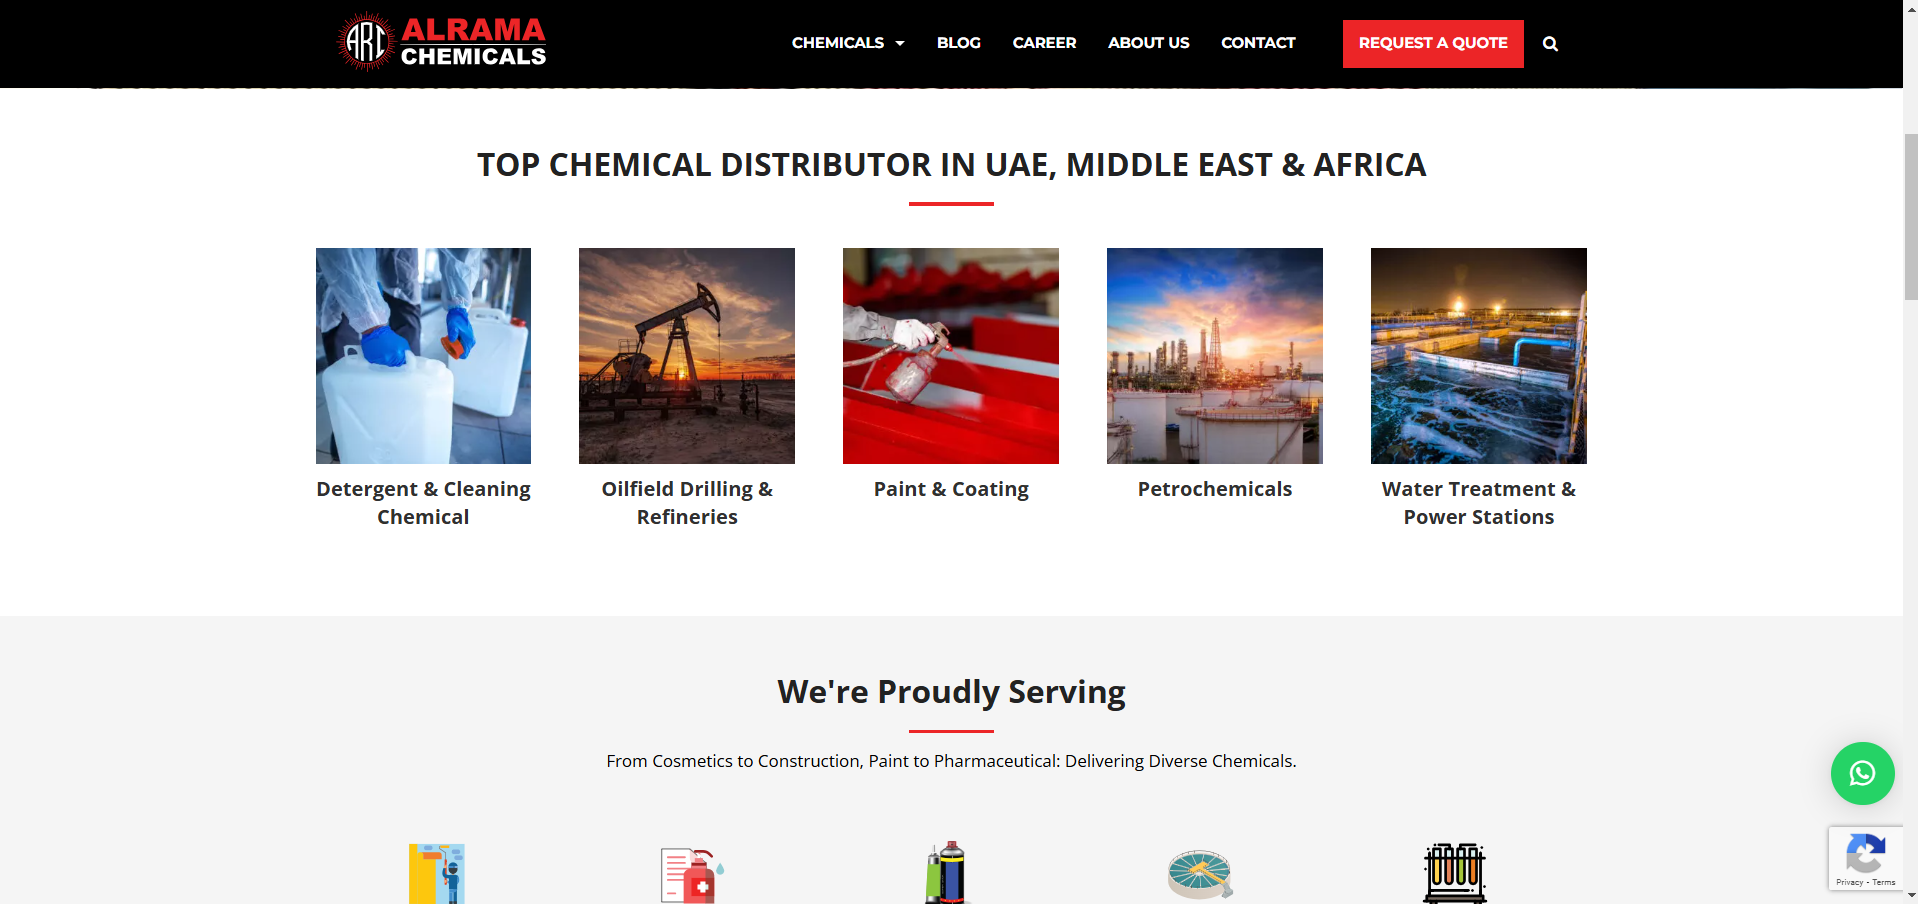 ARC
ALRAMA
CHEMICALS
CHEMICALS
BLOG
CAREER
ABOUT US
CONTACT
REQUEST A QUOTE
TOP CHEMICAL DISTRIBUTOR IN UAE, MIDDLE EAST & AFRICA
Detergent & Cleaning
Chemical
Oilfield Drilling &
Refineries
Paint & Coating
Petrochemicals
Water Treatment &
Power Stations
We're Proudly Serving
From Cosmetics to Construction, Paint to Pharmaceutical: Delivering Diverse Chemicals.
Privacy - Terms